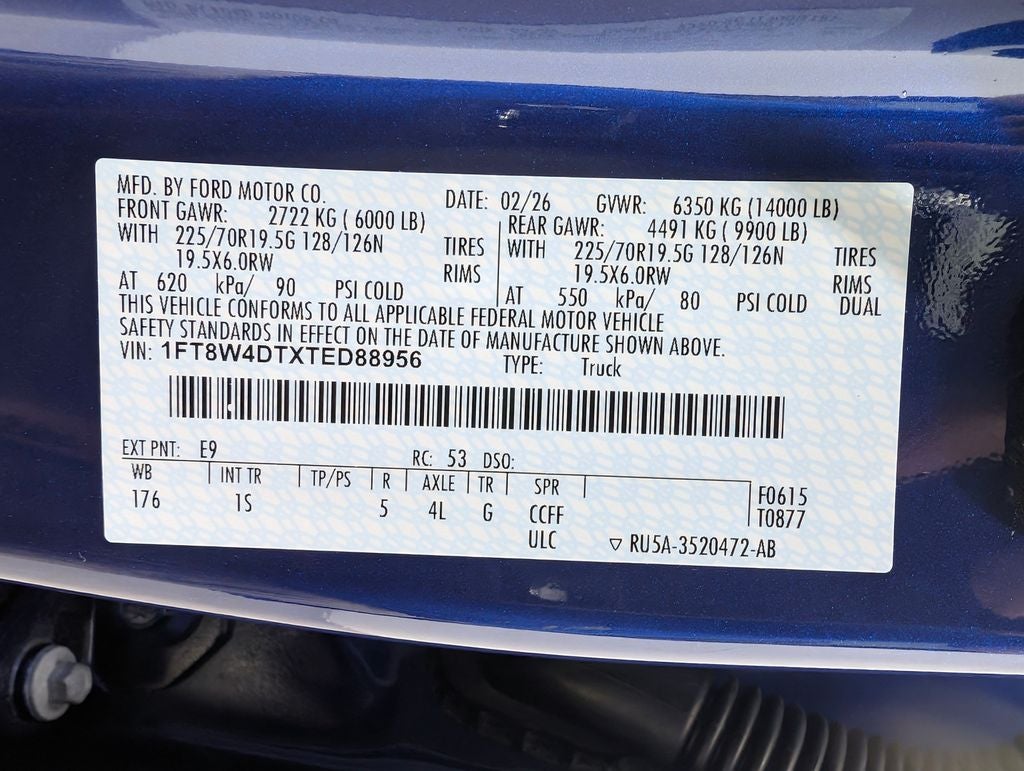 MFD. BY FORD MOTOR CO. DATE: 02/26 GVWR: 6350 KG (14000 LB)
FRONT GAWR: 2722 KG ( 6000 LB) REAR GAWR: 4491 KG ( 9900 LB)
WITH 225/70R19.5G 128/126N TIRES WITH 225/70R19.5G 128/126N TIRES
19.5X6.0RW RIMS 19.5X6.0RW RIMS
AT 620 kPa/ 90 PSI COLD AT 550 kPa/ 80 PSI COLD DUAL
THIS VEHICLE CONFORMS TO ALL APPLICABLE FEDERAL MOTOR VEHICLE
SAFETY STANDARDS IN EFFECT ON THE DATE OF MANUFACTURE SHOWN ABOVE.
VIN: 1FT8W4DTXTED88956 TYPE: Truck
EXT PNT: E9 RC: 53 DSO:
WB INT TR TP/PS R AXLE TR SPR F0615
176 1S 5 4L G CCFF T0877
ULC ▽ RU5A-3520472-AB